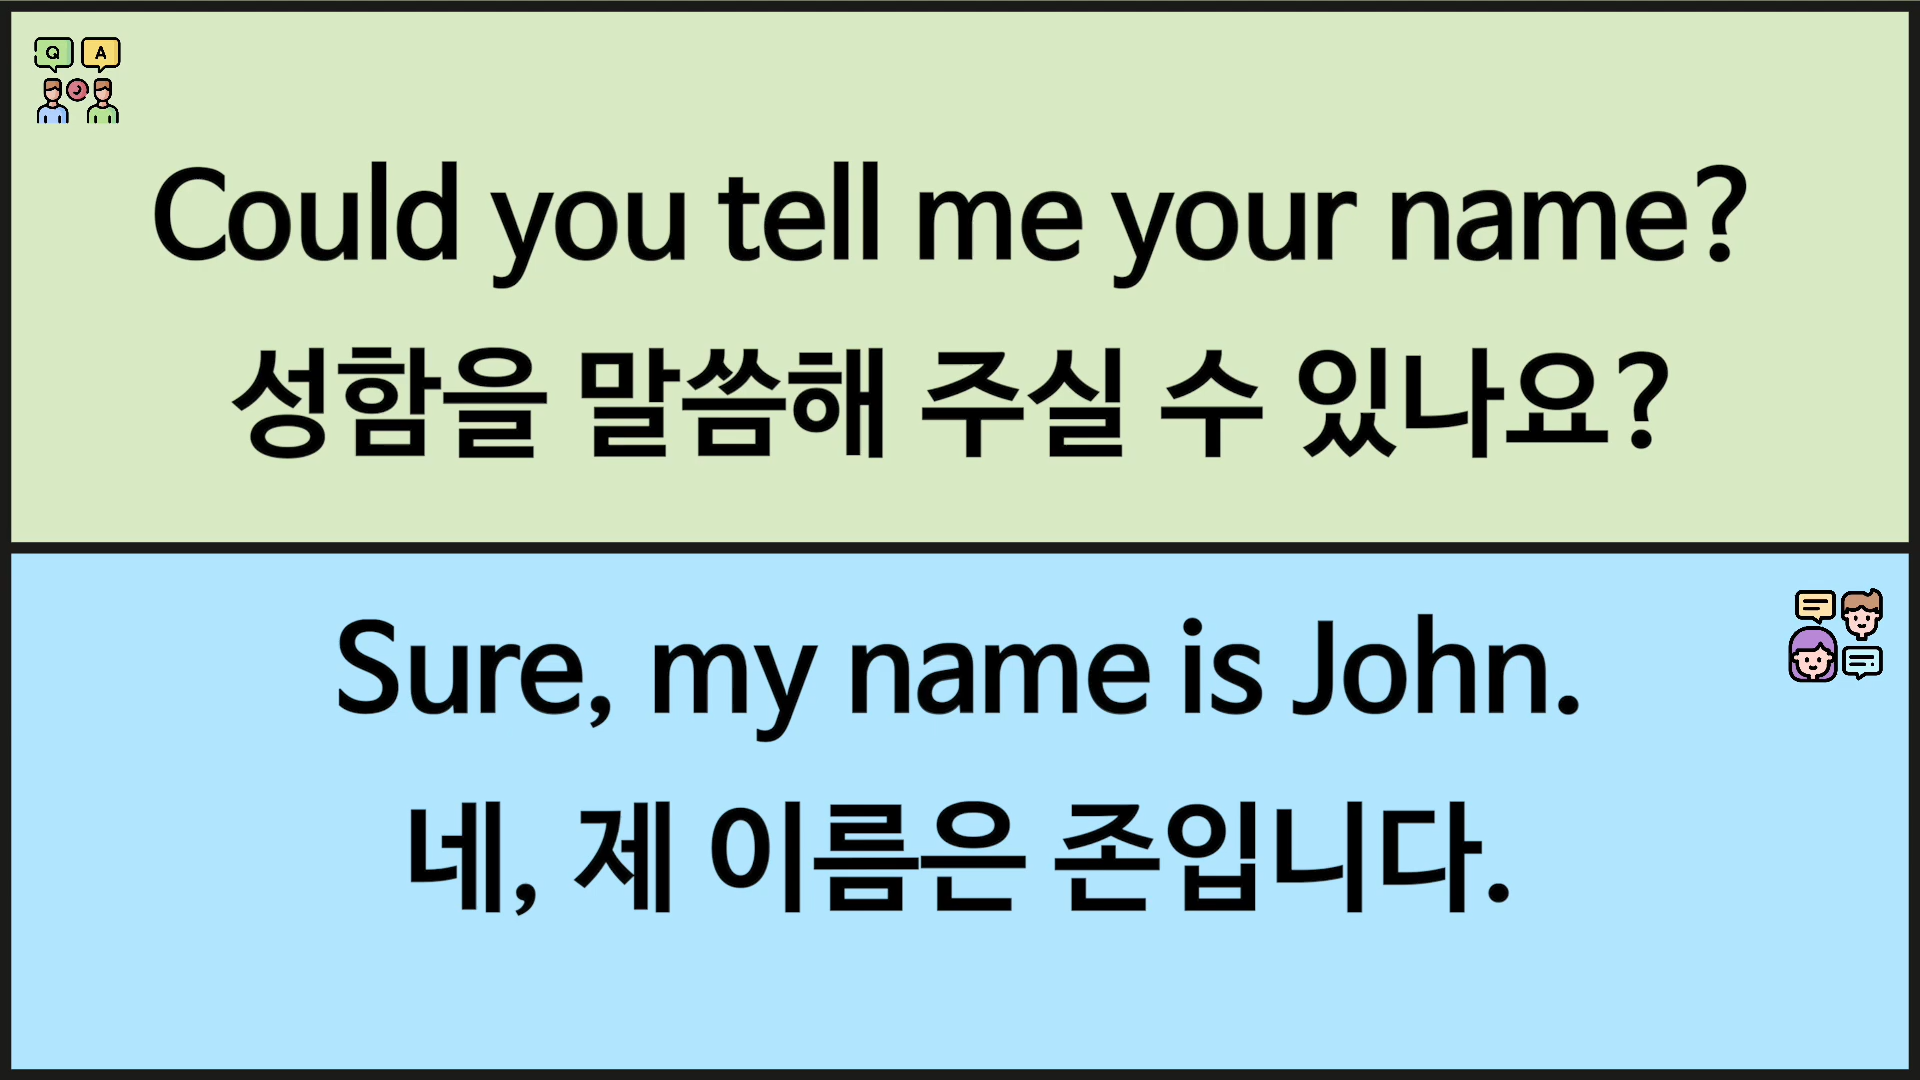 Q A
Could you tell me your name?
성함을 말씀해 주실 수 있나요?
Sure, my name is John.
네, 제 이름은 존입니다.